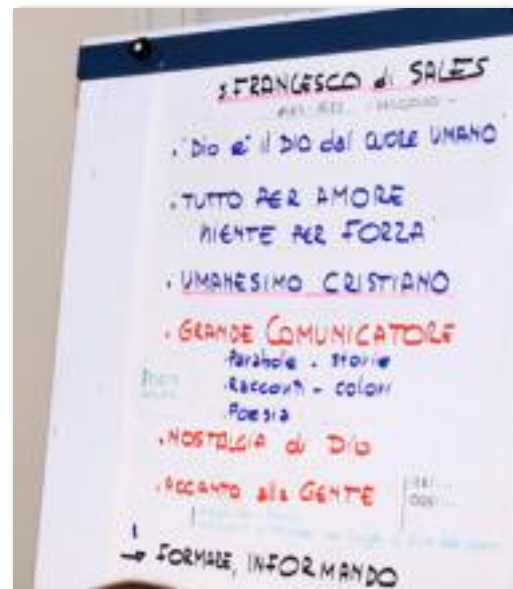 S. FRANCESCO di SALES
. "Dio è il DIO del CUORE UMANO"
. TUTTO PER AMORE
NIENTE PER FORZA
. UMANESIMO CRISTIANO
. GRANDE COMUNICATORE
Parabole - storie
Racconti - colori
Poesia
. NOSTALGIA di DIO
. ACCANTO alla GENTE
→ FORMARE, INFORMANDO